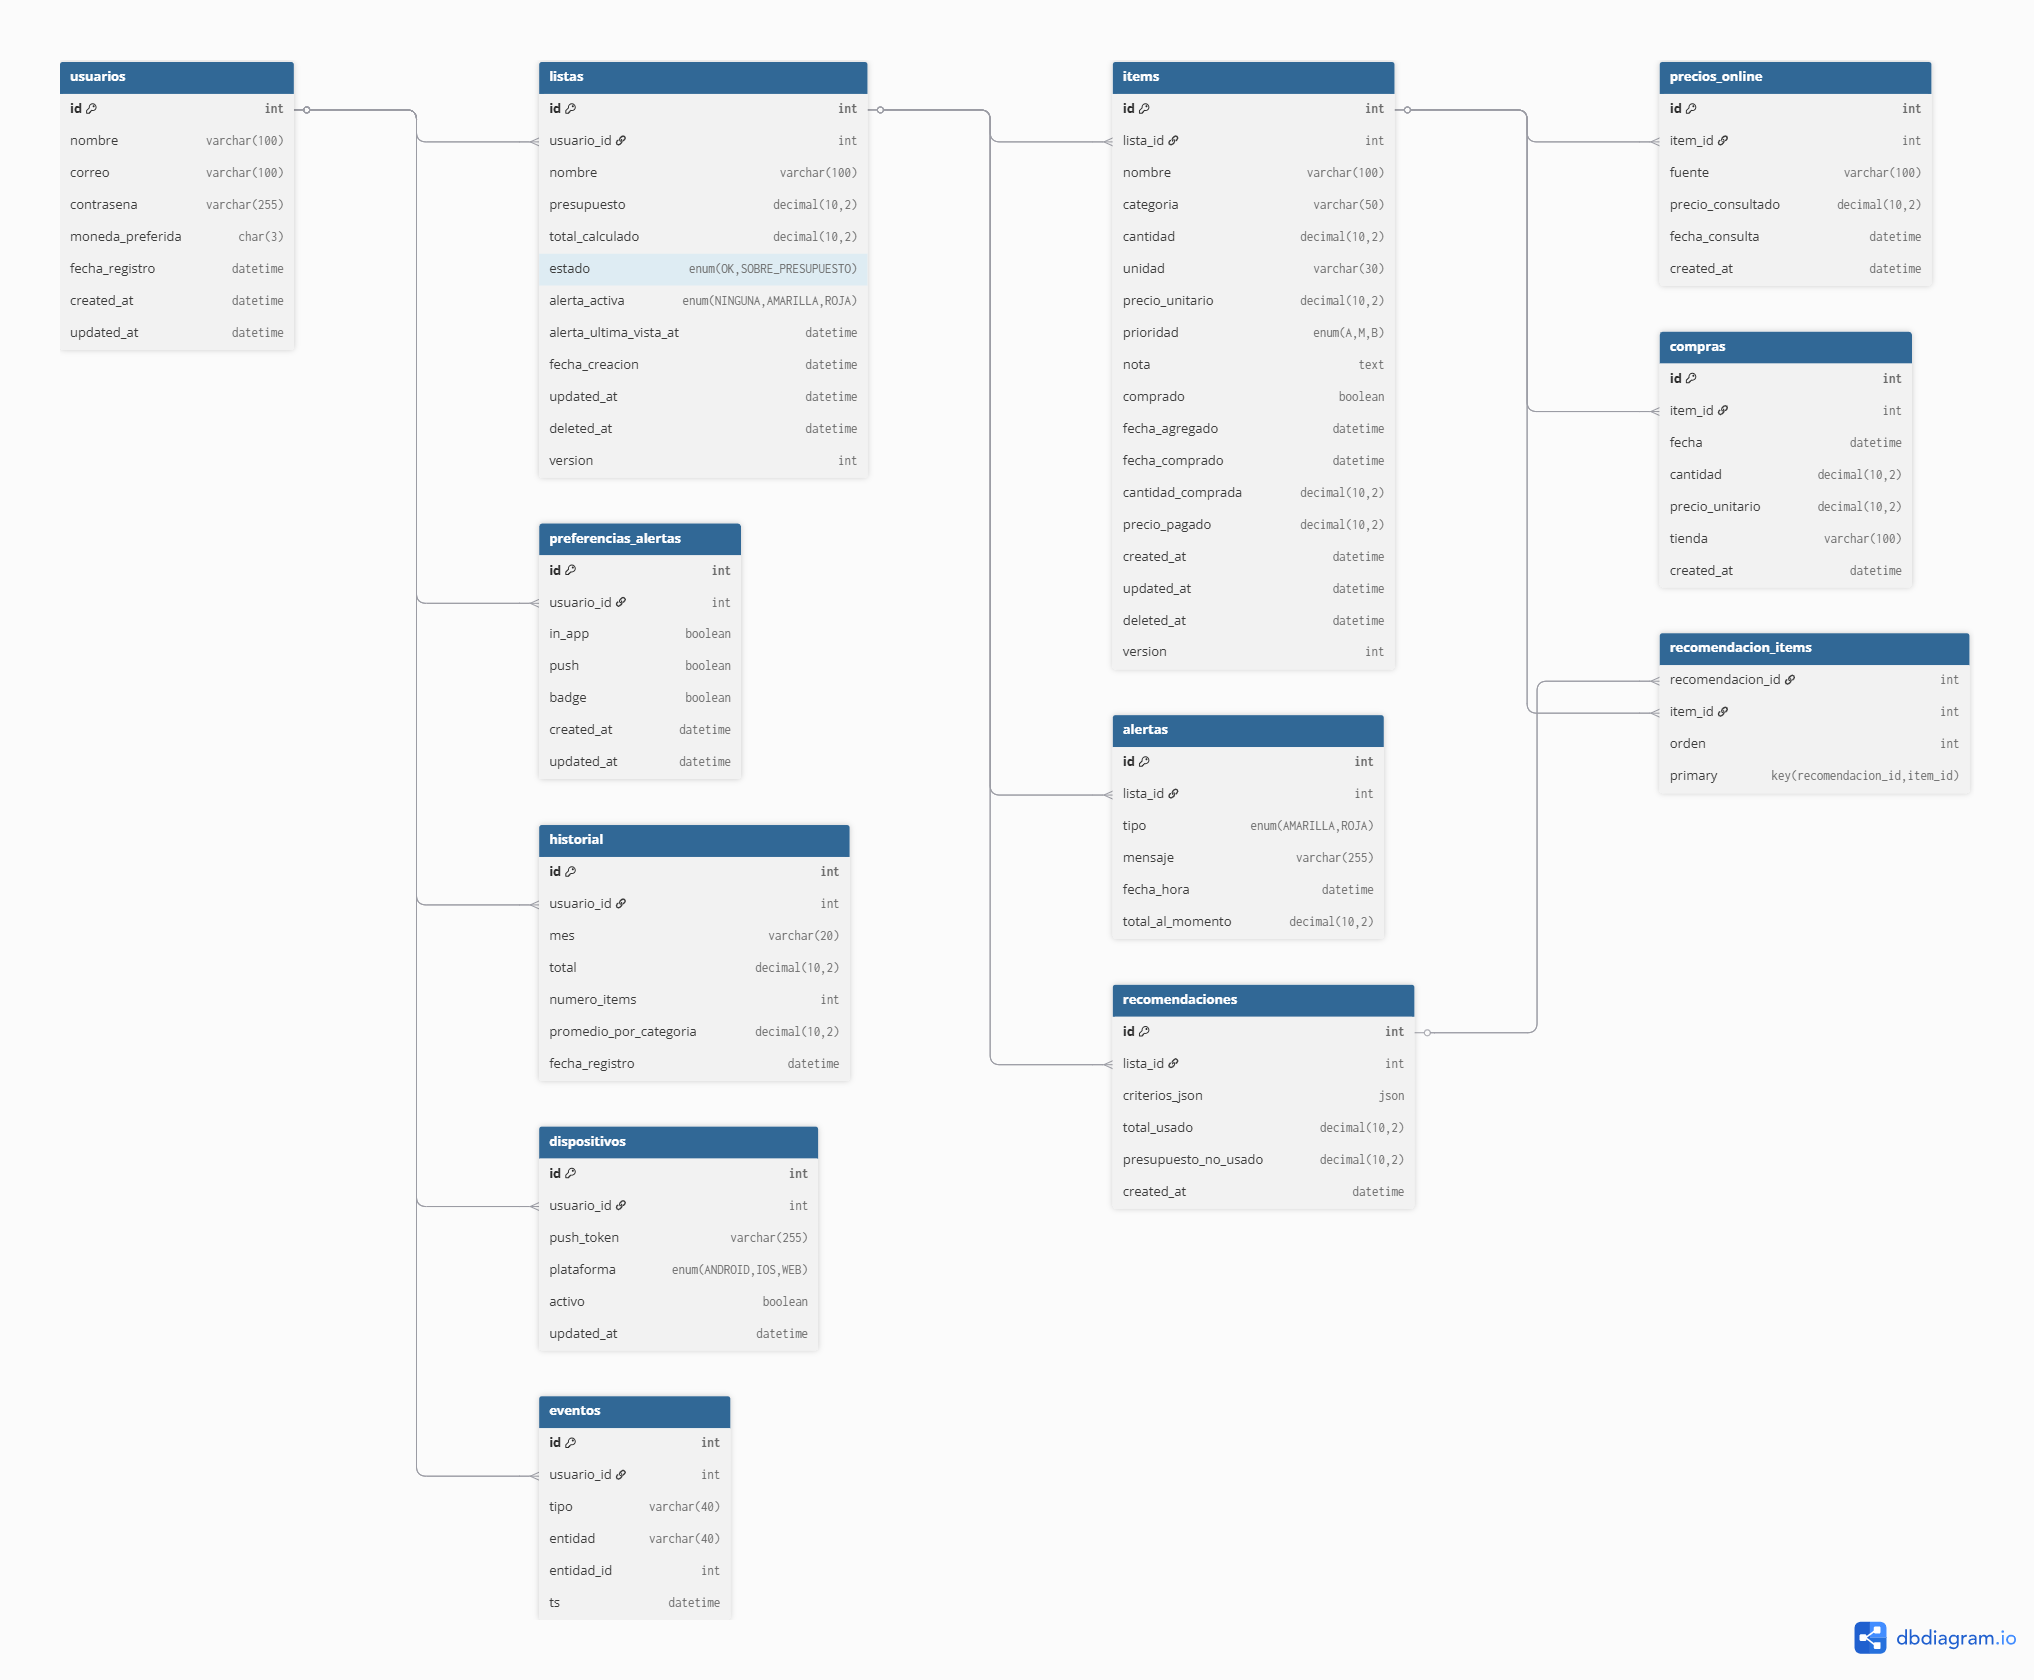 usuarios
id int
nombre varchar(100)
correo varchar(100)
contrasena varchar(255)
moneda_preferida char(3)
fecha_registro datetime
created_at datetime
updated_at datetime
listas
id int
usuario_id int
nombre varchar(100)
presupuesto decimal(10,2)
total_calculado decimal(10,2)
estado enum(OK,SOBRE_PRESUPUESTO)
alerta_activa enum(NINGUNA,AMARILLA,ROJA)
alerta_ultima_vista_at datetime
fecha_creacion datetime
updated_at datetime
deleted_at datetime
version int
preferencias_alertas
id int
usuario_id int
in_app boolean
push boolean
badge boolean
created_at datetime
updated_at datetime
historial
id int
usuario_id int
mes varchar(20)
total decimal(10,2)
numero_items int
promedio_por_categoria decimal(10,2)
fecha_registro datetime
dispositivos
id int
usuario_id int
push_token varchar(255)
plataforma enum(ANDROID,IOS,WEB)
activo boolean
updated_at datetime
eventos
id int
usuario_id int
tipo varchar(40)
entidad varchar(40)
entidad_id int
ts datetime
items
id int
lista_id int
nombre varchar(100)
categoria varchar(50)
cantidad decimal(10,2)
unidad varchar(30)
precio_unitario decimal(10,2)
prioridad enum(A,M,B)
nota text
comprado boolean
fecha_agregado datetime
fecha_comprado datetime
cantidad_comprada decimal(10,2)
precio_pagado decimal(10,2)
created_at datetime
updated_at datetime
deleted_at datetime
version int
alertas
id int
lista_id int
tipo enum(AMARILLA,ROJA)
mensaje varchar(255)
fecha_hora datetime
total_al_momento decimal(10,2)
recomendaciones
id int
lista_id int
criterios_json json
total_usado decimal(10,2)
presupuesto_no_usado decimal(10,2)
created_at datetime
precios_online
id int
item_id int
fuente varchar(100)
precio_consultado decimal(10,2)
fecha_consulta datetime
created_at datetime
compras
id int
item_id int
fecha datetime
cantidad decimal(10,2)
precio_unitario decimal(10,2)
tienda varchar(100)
created_at datetime
recomendacion_items
recomendacion_id int
item_id int
orden int
primary key(recomendacion_id,item_id)
dbdiagram.io